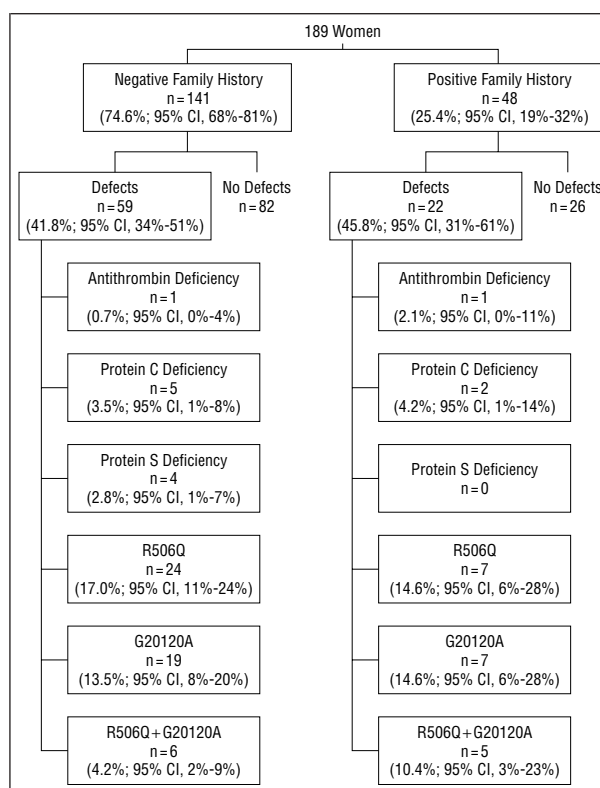 189 Women
Negative Family History
n=141
(74.6%; 95% CI, 68%-81%)
Positive Family History
n=48
(25.4%; 95% CI, 19%-32%)
Defects
n=59
(41.8%; 95% CI, 34%-51%)
No Defects
n=82
Defects
n=22
(45.8%; 95% CI, 31%-61%)
No Defects
n=26
Antithrombin Deficiency
n=1
(0.7%; 95% CI, 0%-4%)
Antithrombin Deficiency
n=1
(2.1%; 95% CI, 0%-11%)
Protein C Deficiency
n=5
(3.5%; 95% CI, 1%-8%)
Protein C Deficiency
n=2
(4.2%; 95% CI, 1%-14%)
Protein S Deficiency
n=4
(2.8%; 95% CI, 1%-7%)
Protein S Deficiency
n=0
R506Q
n=24
(17.0%; 95% CI, 11%-24%)
R506Q
n=7
(14.6%; 95% CI, 6%-28%)
G20120A
n=19
(13.5%; 95% CI, 8%-20%)
G20120A
n=7
(14.6%; 95% CI, 6%-28%)
R506Q+G20120A
n=6
(4.2%; 95% CI, 2%-9%)
R506Q+G20120A
n=5
(10.4%; 95% CI, 3%-23%)